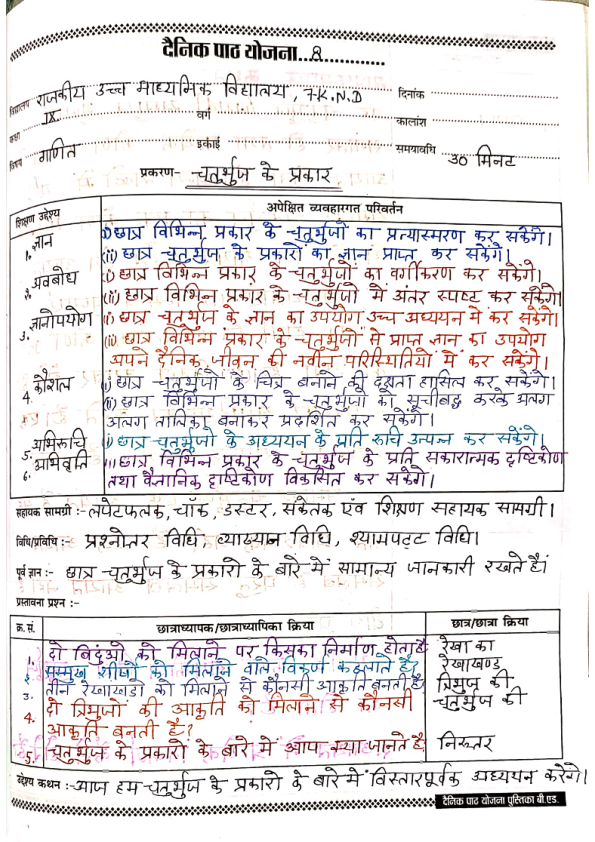 दैनिक पाठ योजना...8............
विद्यालय राजकीय उच्च माध्यमिक विद्यालय, 7 K.N.D दिनांक
कक्षा IX वर्ग कालांश
विषय गणित इकाई समयावधि 30 मिनट
प्रकरण- चतुर्भुज के प्रकार
शिक्षण उद्देश्य अपेक्षित व्यवहारगत परिवर्तन
1. ज्ञान (i) छात्र विभिन्न प्रकार के चतुर्भुजों का प्रत्यास्मरण कर सकेंगे।
(ii) छात्र चतुर्भुज के प्रकारों का ज्ञान प्राप्त कर सकेंगे।
2. अवबोध (i) छात्र विभिन्न प्रकार के चतुर्भुजों का वर्गीकरण कर सकेंगे।
(ii) छात्र विभिन्न प्रकार के चतुर्भुजों में अंतर स्पष्ट कर सकेंगे।
3. ज्ञानोपयोग (i) छात्र चतुर्भुज के ज्ञान का उपयोग उच्च अध्ययन में कर सकेंगे।
(ii) छात्र विभिन्न प्रकार के चतुर्भुजों से प्राप्त ज्ञान का उपयोग
अपने दैनिक जीवन की नवीन परिस्थितियों में कर सकेंगे।
4. कौशल (i) छात्र चतुर्भुजों के चित्र बनाने की दक्षता हासिल कर सकेंगे।
(ii) छात्र विभिन्न प्रकार के चतुर्भुजों को सूचीबद्ध करके अलग
अलग तालिका बनाकर प्रदर्शित कर सकेंगे।
5. अभिरूचि (i) छात्र चतुर्भुजों के अध्ययन के प्रति रुचि उत्पन्न कर सकेंगे।
6. अभिवृति (i) छात्र विभिन्न प्रकार के चतुर्भुज के प्रति सकारात्मक दृष्टिकोण
तथा वैज्ञानिक दृष्टिकोण विकसित कर सकेंगे।
सहायक सामग्री :- लपेटफलक, चॉक, डस्टर, संकेतक एवं शिक्षण सहायक सामग्री।
विधि/प्रविधि :- प्रश्नोतर विधि, व्याख्यान विधि, श्यामपट्ट विधि।
पूर्व ज्ञान :- छात्र चतुर्भुज के प्रकारों के बारे में सामान्य जानकारी रखते हैं।
प्रस्तावना प्रश्न :-
क्र. सं. छात्राध्यापक/छात्राध्यापिका क्रिया छात्र/छात्रा क्रिया
1. दो बिंदुओं को मिलाने पर किसका निर्माण होता है रेखा का
2. सम्मुख शीर्षों को मिलाने वाले विकर्ण कहलाते है? रेखाखण्ड
3. तीन रेखाखंडों को मिलाने से कौनसी आकृति बनती है, त्रिभुज की
4. दो त्रिभुजों की आकृति को मिलाने से कौनसी चतुर्भुज की
आकृति बनती है?
5. चतुर्भुज के प्रकारों के बारे में आप क्या जानते है निरूतर
उद्देश्य कथन :- आज हम चतुर्भुज के प्रकारों के बारे में विस्तारपूर्वक अध्ययन करेंगे।
दैनिक पाठ योजना पुस्तिका बी.एड.